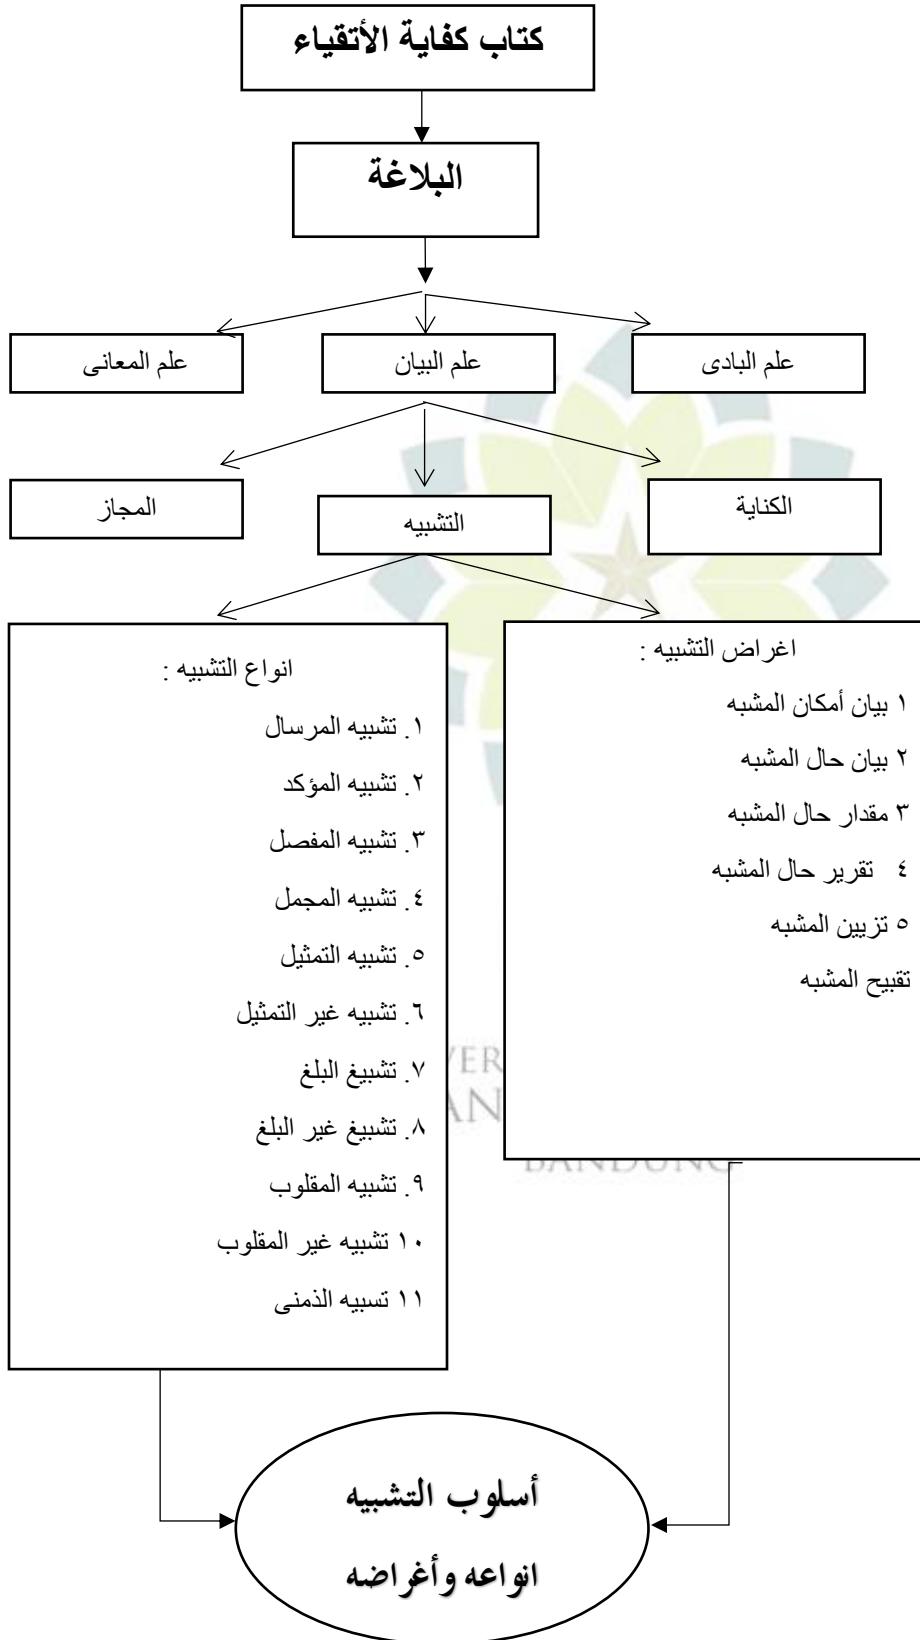 كتاب كفاية الأتقياء
البلاغة
علم البادى
علم البيان
علم المعانى
الكناية
التشبيه
المجاز
اغراض التشبيه :
١ بيان أمكان المشبه
٢ بيان حال المشبه
٣ مقدار حال المشبه
٤ تقرير حال المشبه
٥ تزيين المشبه
تقبيح المشبه
انواع التشبيه :
١. تشبيه المرسال
٢. تشبيه المؤكد
٣. تشبيه المفصل
٤. تشبيه المجمل
٥. تشبيه التمثيل
٦. تشبيه غير التمثيل
٧. تشبيغ البلغ
٨. تشبيغ غير البلغ
٩. تشبيه المقلوب
١٠ تشبيه غير المقلوب
١١ تسبيه الذمنى
BANDUNG
أسلوب التشبيه
انواعه وأغراضه